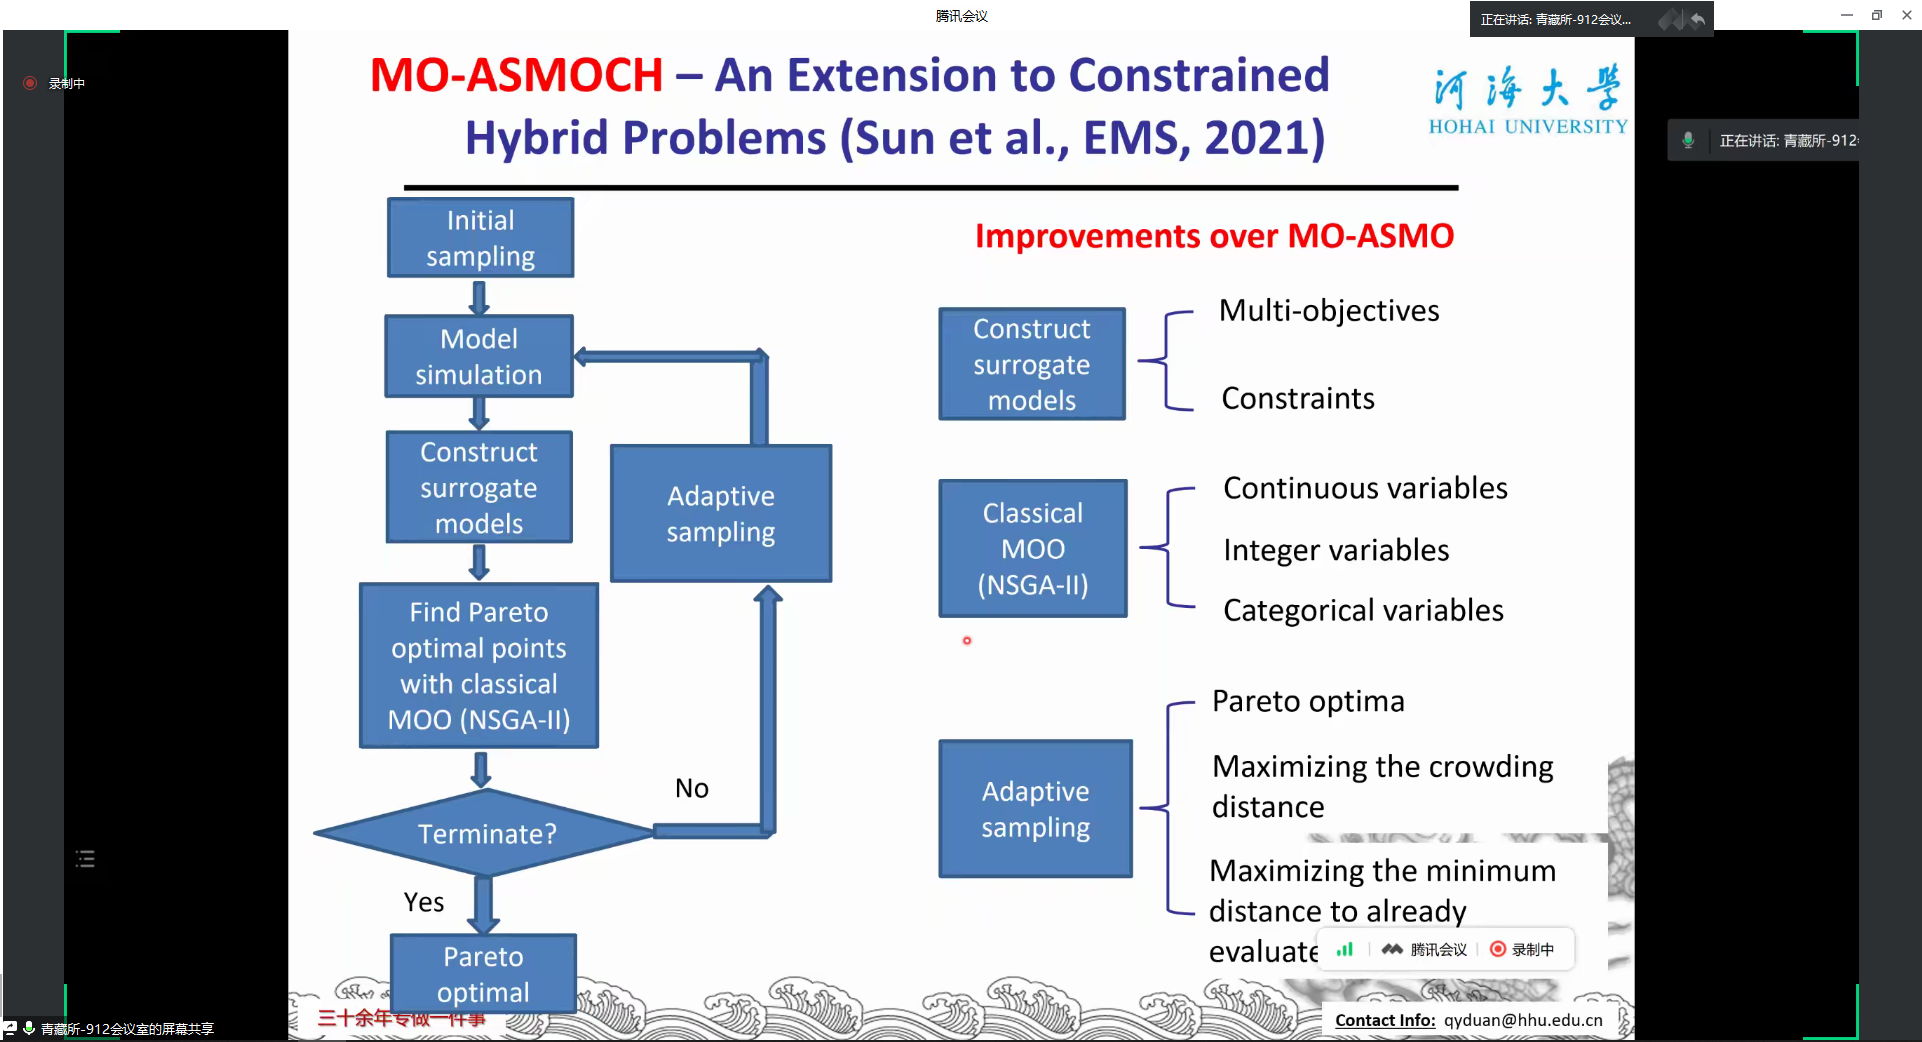 腾讯会议
正在讲话: 青藏所-912会议...
录制中
MO-ASMOCH – An Extension to Constrained
Hybrid Problems (Sun et al., EMS, 2021)
河海大学
HOHAI UNIVERSITY
正在讲话: 青藏所-912
Initial
sampling
Model
simulation
Construct
surrogate
models
Adaptive
sampling
Find Pareto
optimal points
with classical
MOO (NSGA-II)
No
Terminate?
Yes
Pareto
optimal
Improvements over MO-ASMO
Construct
surrogate
models
Multi-objectives
Constraints
Classical
MOO
(NSGA-II)
Continuous variables
Integer variables
Categorical variables
Adaptive
sampling
Pareto optima
Maximizing the crowding
distance
Maximizing the minimum
distance to already
evaluate
腾讯会议
录制中
三十余年专做一件事
Contact Info: qyduan@hhu.edu.cn
青藏所-912会议室的屏幕共享